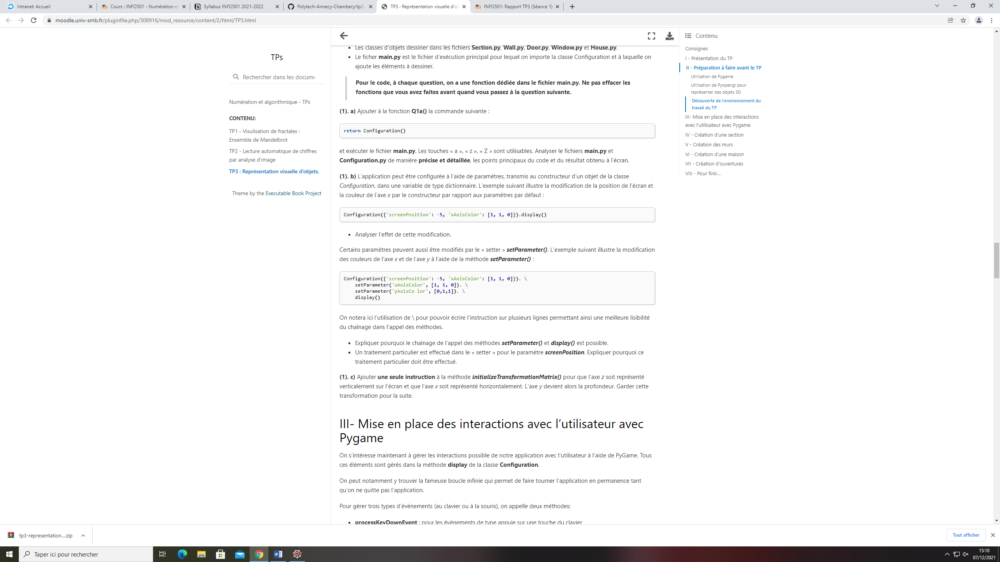 Intranet: Accueil
Cours : INFO501 - Numération et
Syllabus INFO501 2021-2022
Polytech-Annecy-Chambery/tp3-
TP3 : Représentation visuelle d'ob
INFO501: Rapport TP3 (Séance 1)
moodle.univ-smb.fr/pluginfile.php/308916/mod_resource/content/2/html/TP3.html
TPs
Rechercher dans les docume
Numération et algorithmique - TPs
CONTENU:
TP1 - Visulisation de fractales :
Ensemble de Mandelbrot
TP2 - Lecture automatique de chiffres
par analyse d'image
TP3 : Représentation visuelle d'objets.
Theme by the Executable Book Project
• Les classes d'objets dessiner dans les fichiers Section.py, Wall.py, Door.py, Window.py et House.py.
• Le ficher main.py est le fichier d'exécution principal pour lequel on importe la classe Configuration et à laquelle on
ajoute les éléments à dessiner.
Pour le code, à chaque question, on a une fonction dédiée dans le fichier main.py. Ne pas effacer les
fonctions que vous avez faites avant quand vous passez à la question suivante.
(1). a) Ajouter à la fonction Q1a() la commande suivante :
return Configuration()
et exécuter le fichier main.py. Les touches « a », « z », « Z » sont utilisables. Analyser le fichiers main.py et
Configuration.py de manière précise et détaillée, les points principaux du code et du résultat obtenu à l'écran.
(1). b) L'application peut être configurée à l'aide de paramètres, transmis au constructeur d'un objet de la classe
Configuration, dans une variable de type dictionnaire. L'exemple suivant illustre la modification de la position de l'écran et
la couleur de l'axe x par le constructeur par rapport aux paramètres par défaut :
Configuration({'screenPosition': -5, 'xAxisColor': [1, 1, 0]}).display()
• Analyser l'effet de cette modification.
Certains paramètres peuvent aussi être modifiés par le « setter » setParameter(). L'exemple suivant illustre la modification
des couleurs de l'axe x et de l'axe y à l'aide de la méthode setParameter() :
Configuration({'screenPosition': -5, 'xAxisColor': [1, 1, 0]}). \
setParameter('xAxisColor', [1, 1, 0]). \
setParameter('yAxisCo lor', [0,1,1]). \
display()
On notera ici l'utilisation de \ pour pouvoir écrire l'instruction sur plusieurs lignes permettant ainsi une meilleure lisibilité
du chaînage dans l'appel des méthodes.
• Expliquer pourquoi le chaînage de l'appel des méthodes setParameter() et display() est possible.
• Un traitement particulier est effectué dans le « setter » pour le paramètre screenPosition. Expliquer pourquoi ce
traitement particulier doit être effectué.
(1). c) Ajouter une seule instruction à la méthode initializeTransformationMatrix() pour que l'axe z soit représenté
verticalement sur l'écran et que l'axe x soit représenté horizontalement. L'axe y devient alors la profondeur. Garder cette
transformation pour la suite.
III- Mise en place des interactions avec l'utilisateur avec
Pygame
On s'intéresse maintenant à gérer les interactions possible de notre application avec l'utilisateur à l'aide de PyGame. Tous
ces éléments sont gérés dans la méthode display de la classe Configuration.
On peut notamment y trouver la fameuse boucle infinie qui permet de faire tourner l'application en permanence tant
qu'on ne quitte pas l'application.
Pour gérer trois types d'évènements (au clavier ou à la souris), on appelle deux méthodes:
• processKeyDownEvent : pour les évènements de type appuie sur une touche du clavier
Contenu
Consignes
I - Présentation du TP
II - Préparation à faire avant le TP
Utilisation de Pygame
Utilisation de Pyopengl pour
représenter des objets 3D
Découverte de l'environnement du
travail du TP
III- Mise en place des interactions
avec l'utilisateur avec Pygame
IV - Création d'une section
V - Création des murs
VI - Création d'une maison
VII - Création d'ouvertures
VIII - Pour finir...
tp3-representation....zip
Tout afficher
Taper ici pour rechercher
15:10
07/12/2021